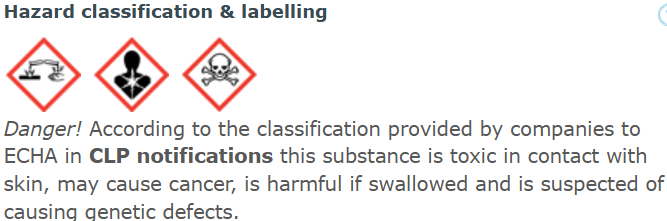 Hazard classification & labelling
Danger! According to the classification provided by companies to
ECHA in CLP notifications this substance is toxic in contact with
skin, may cause cancer, is harmful if swallowed and is suspected of
causing genetic defects.